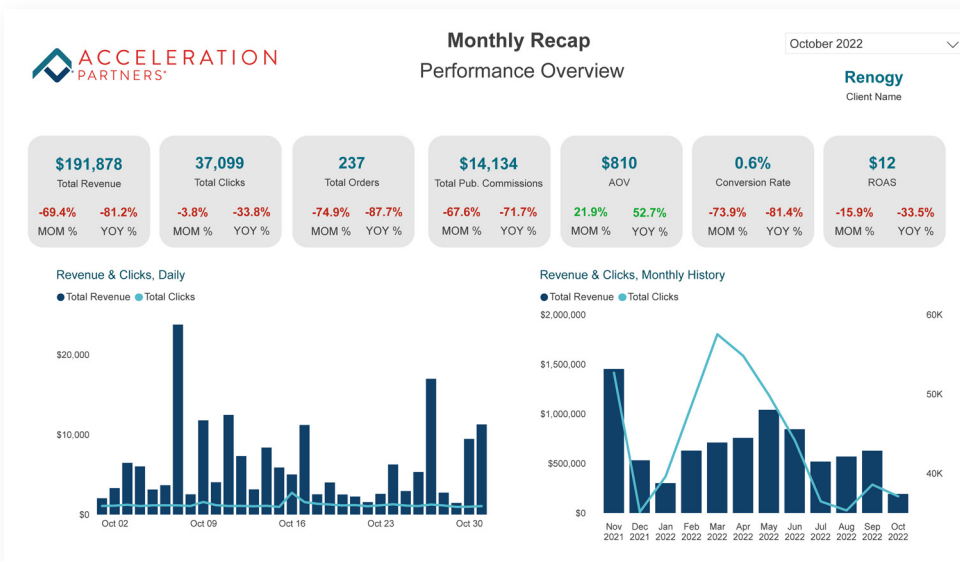 ACCELERATION
PARTNERS
Monthly Recap
Performance Overview
October 2022
Renogy
Client Name
$191,878
Total Revenue
-69.4% -81.2%
MOM % YOY %
37,099
Total Clicks
-3.8% -33.8%
MOM % YOY %
237
Total Orders
-74.9% -87.7%
MOM % YOY %
$14,134
Total Pub. Commissions
-67.6% -71.7%
MOM % YOY %
$810
AOV
21.9% 52.7%
MOM % YOY %
0.6%
Conversion Rate
-73.9% -81.4%
MOM % YOY %
$12
ROAS
-15.9% -33.5%
MOM % YOY %
Revenue & Clicks, Daily
Total Revenue Total Clicks
$20,000
$10,000
$0
Oct 02 Oct 09 Oct 16 Oct 23 Oct 30
Revenue & Clicks, Monthly History
Total Revenue Total Clicks
$2,000,000 60K
$1,500,000
50K
$1,000,000
$500,000 40K
$0
Nov Dec Jan Feb Mar Apr May Jun Jul Aug Sep Oct
2021 2021 2022 2022 2022 2022 2022 2022 2022 2022 2022 2022